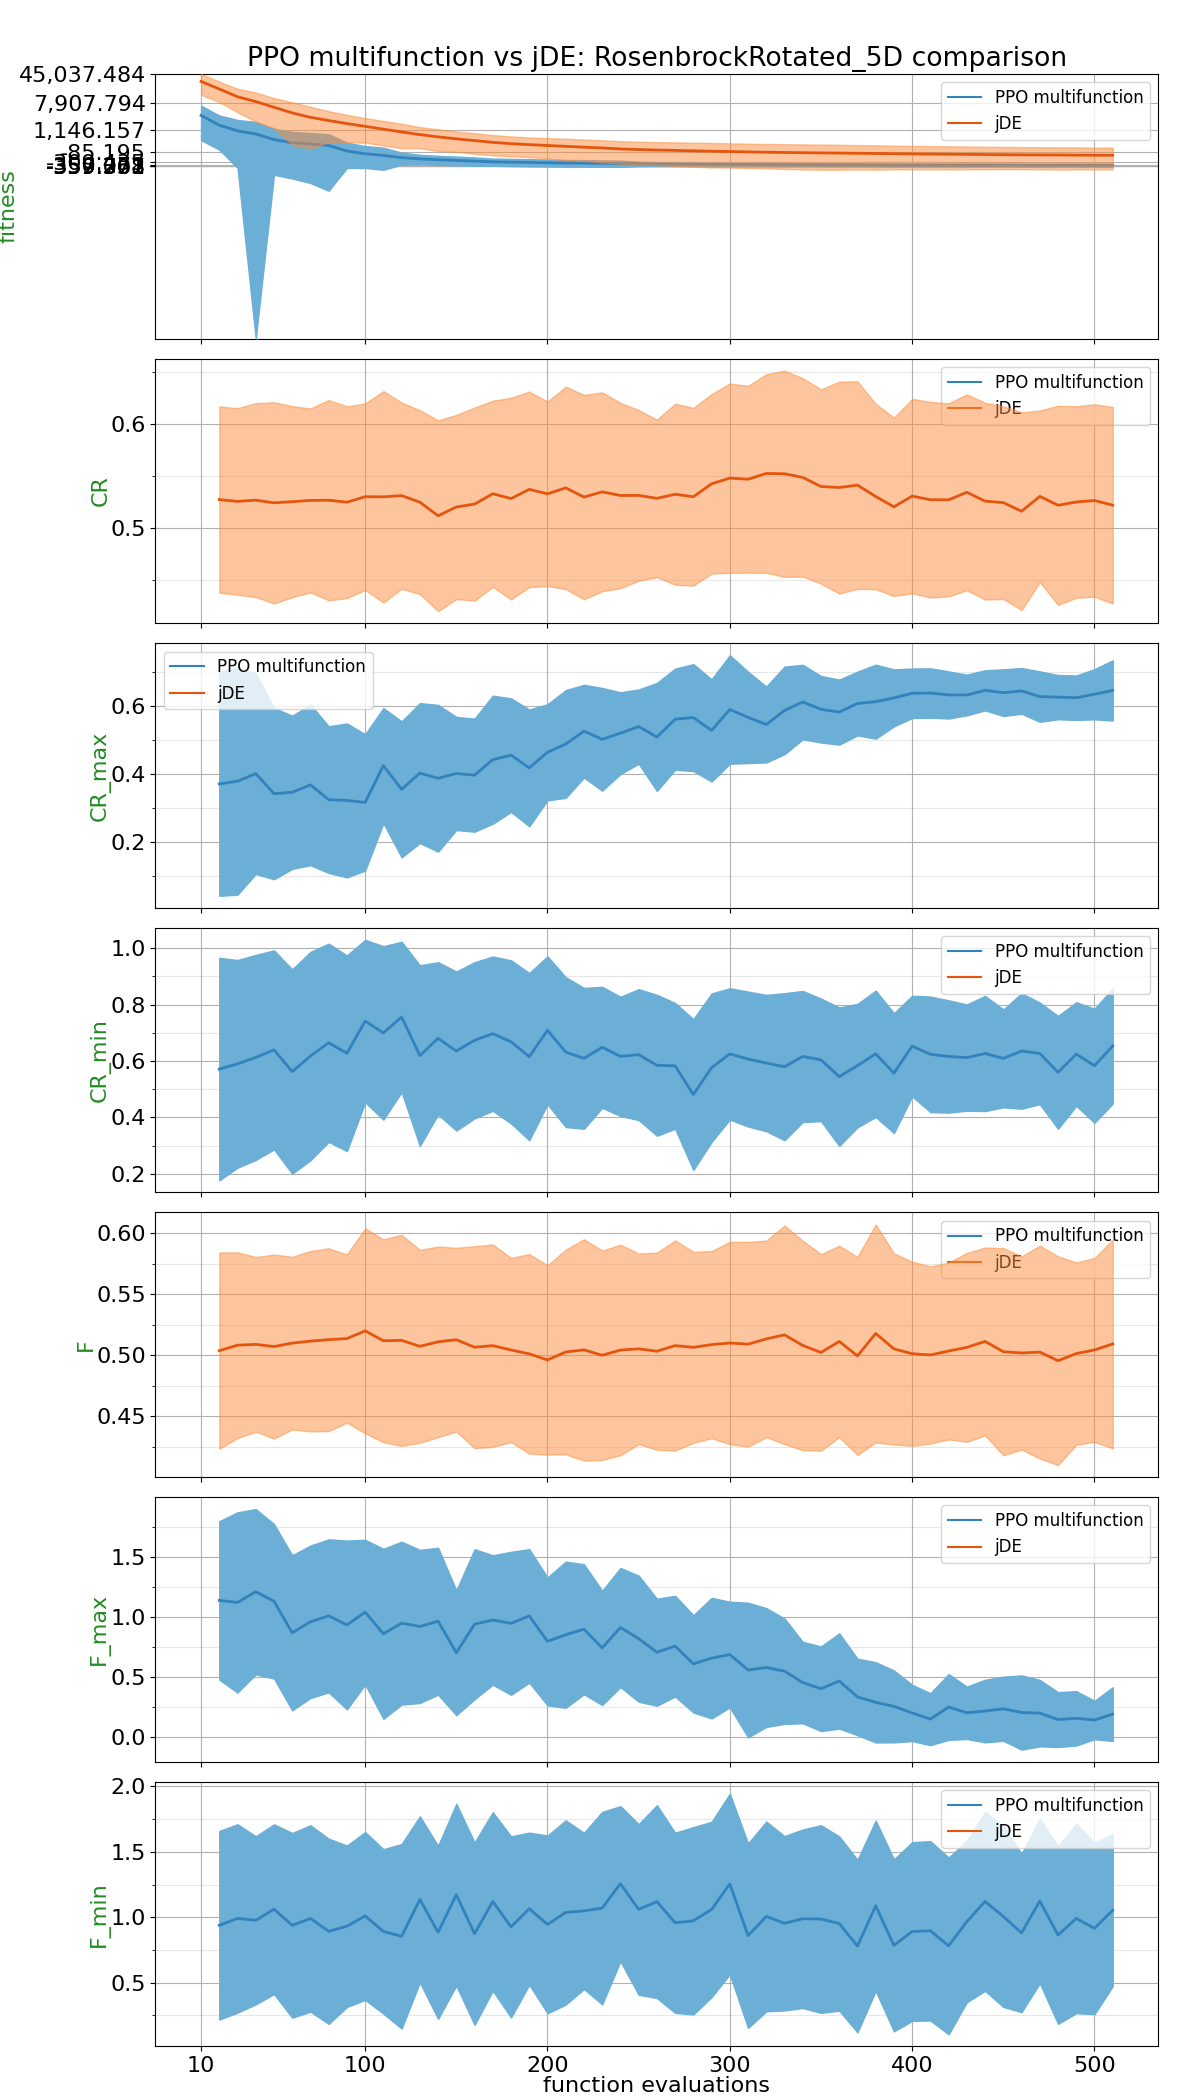 PPO multifunction vs jDE: RosenbrockRotated_5D comparison
45,037.484
7,907.794
1,146.157
-85.195
fitness
PPO multifunction
jDE
0.6
0.5
CR
PPO multifunction
jDE
0.6
0.4
0.2
CR_max
PPO multifunction
jDE
1.0
0.8
0.6
0.4
0.2
CR_min
PPO multifunction
jDE
0.60
0.55
0.50
0.45
F
PPO multifunction
jDE
1.5
1.0
0.5
0.0
F_max
PPO multifunction
jDE
2.0
1.5
1.0
0.5
F_min
PPO multifunction
jDE
10 100 200 300 400 500
function evaluations